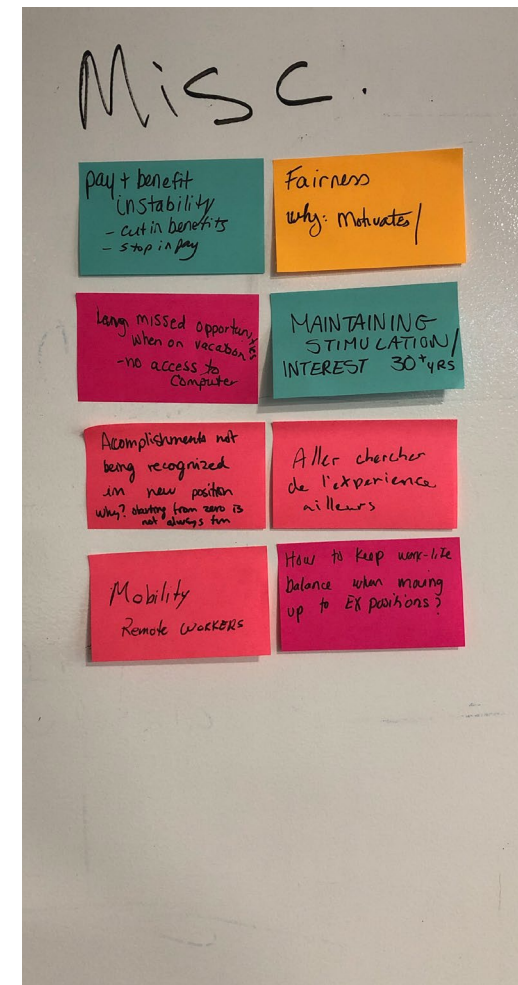 Misc.
pay + benefit
instability
- cut in benefits
- stop in pay
Fairness
why: Motivates/
missed opportunities
when on vacation
- no access to
computer
MAINTAINING
STIMULATION/
INTEREST 30+ YRS
Accomplishments not
being recognized
in new position
why? starting from zero is
not always fun
Aller chercher
de l'experience
ailleurs
Mobility
Remote WORKERS
How to keep work-life
balance when moving
up to EX positions?